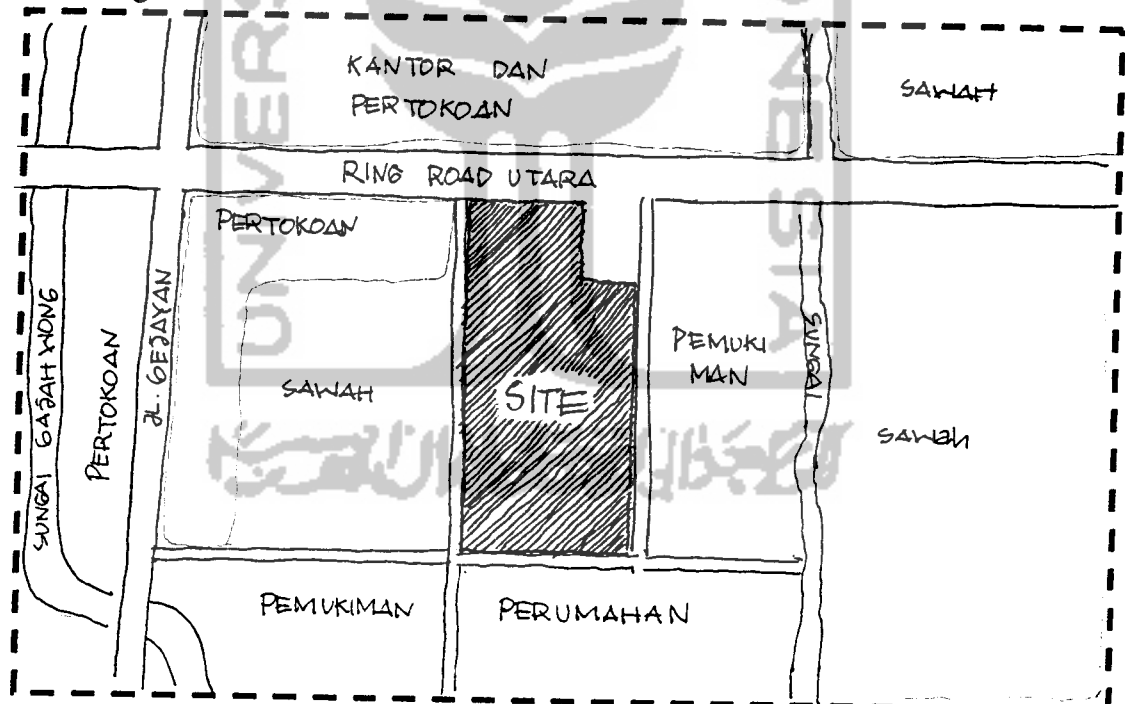 KANTOR DAN
PERTOKOAN
SAWAH
RING ROAD UTARA
PERTOKOAN
SUNGAI GAJAH WONG
PERTOKOAN
JL. GEJAYAN
SAWAH
SITE
PEMUKI
MAN
SUNGAI
sawah
PEMUKIMAN
PERUMAHAN